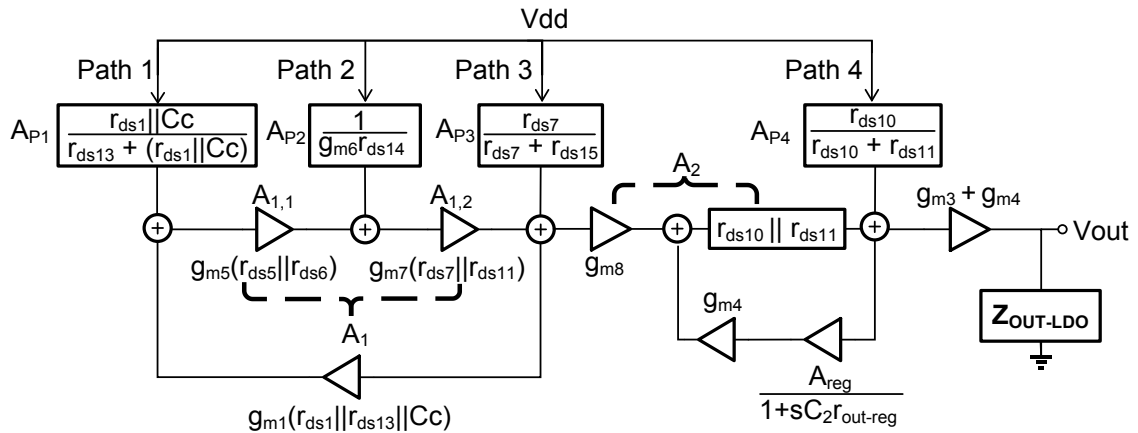 Vdd
Path 1
Path 2
Path 3
Path 4
A_P1
r_ds1||Cc
r_ds13 + (r_ds1||Cc)
A_P2
1
g_m6r_ds14
A_P3
r_ds7
r_ds7 + r_ds15
A_P4
r_ds10
r_ds10 + r_ds11
A_2
A_1,1
A_1,2
g_m3 + g_m4
+
+
+
+
r_ds10 || r_ds11
+
Vout
g_m5(r_ds5||r_ds6)
g_m7(r_ds7||r_ds11)
g_m8
A_1
g_m4
Z_OUT-LDO
g_m1(r_ds1||r_ds13||Cc)
A_reg
1+sC_2r_out-reg